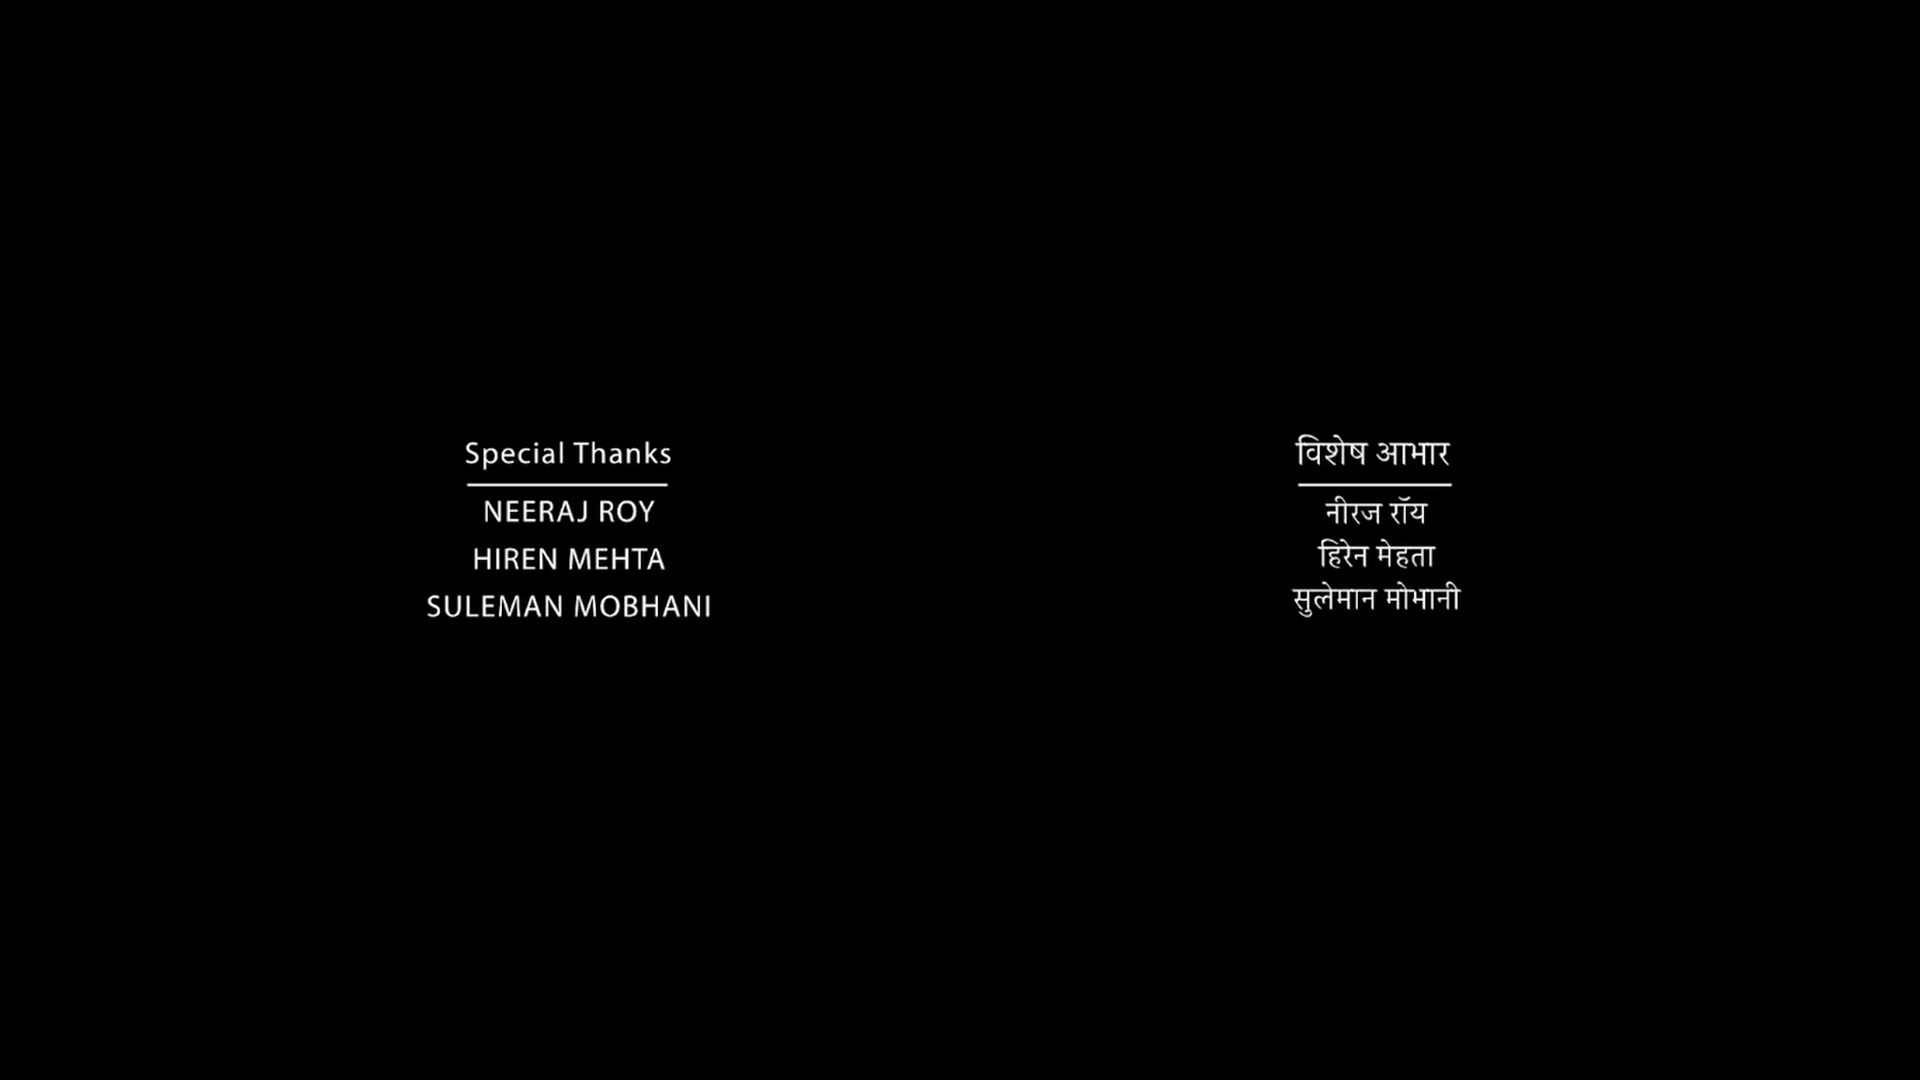 Special Thanks
NEERAJ ROY
HIREN MEHTA
SULEMAN MOBHANI
विशेष आभार
नीरज रॉय
हिरेन मेहता
सुलेमान मोभानी